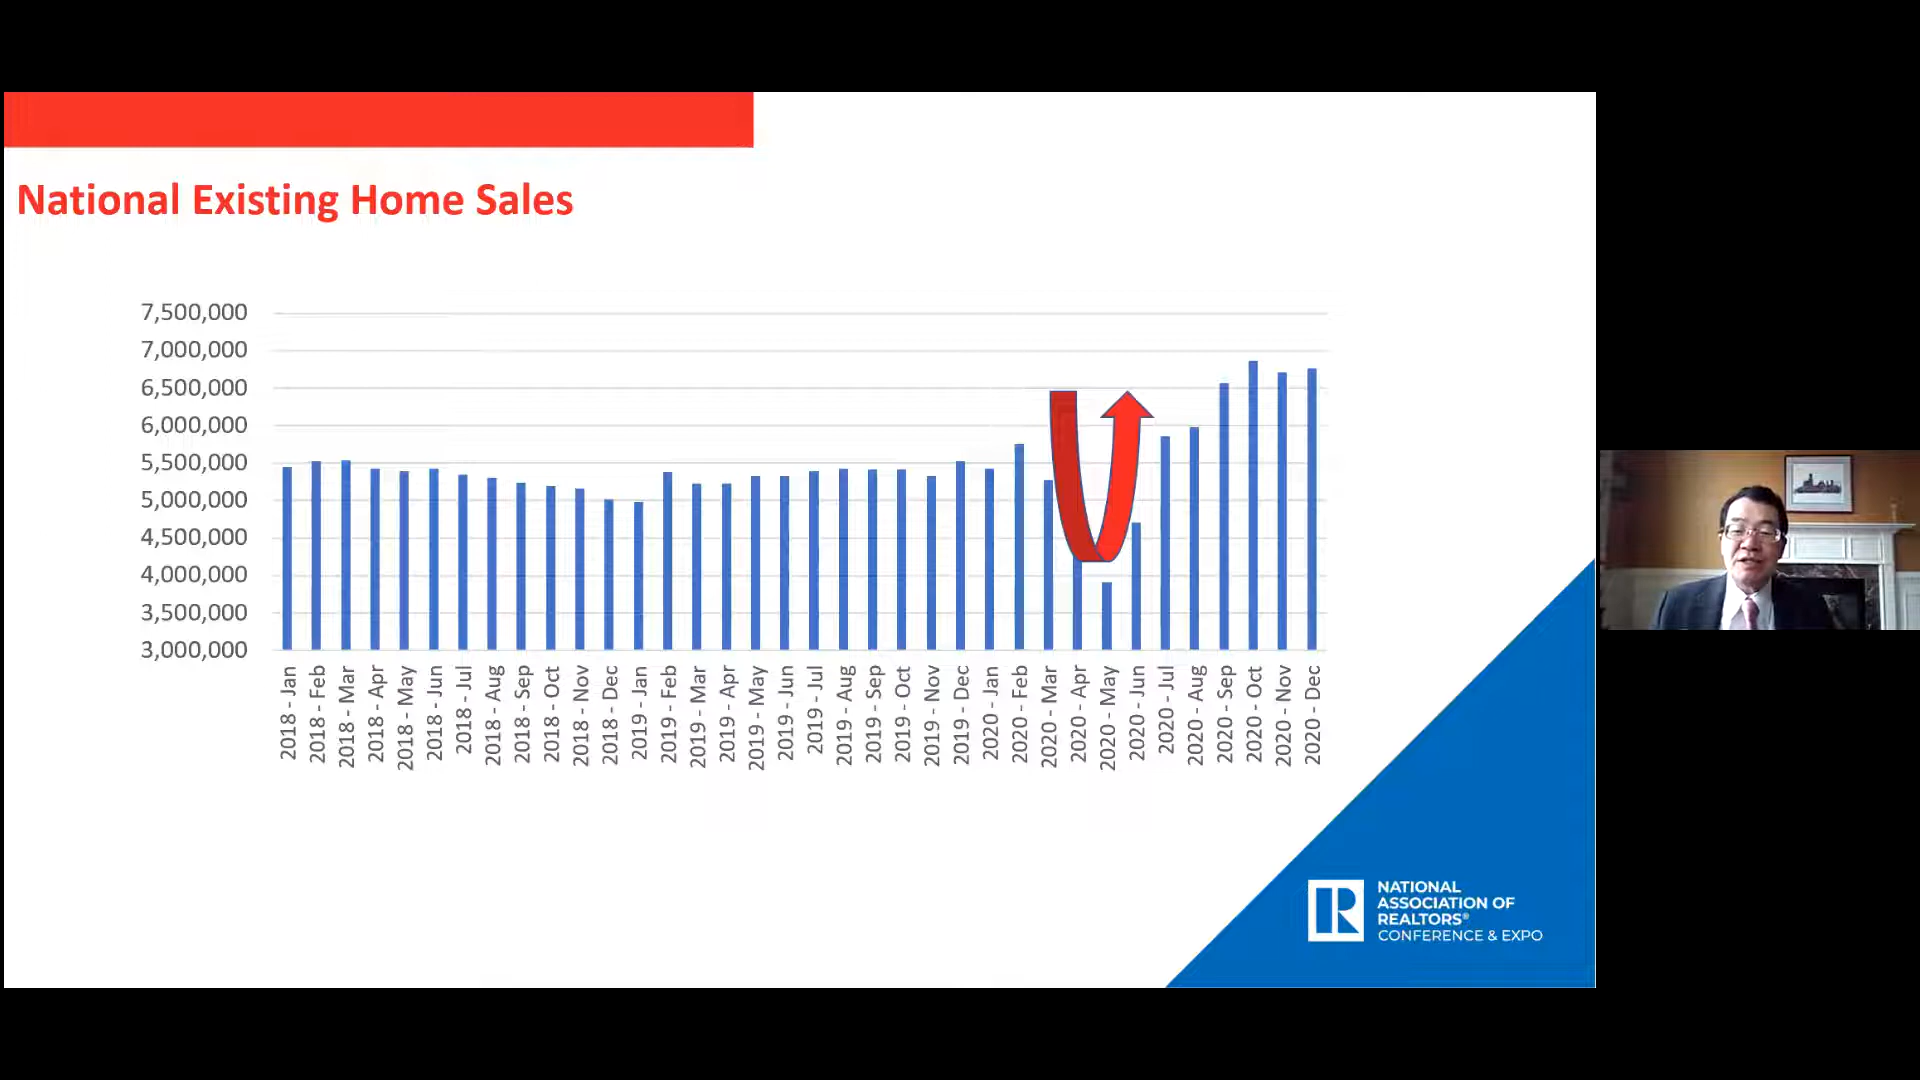 National Existing Home Sales
7,500,000
7,000,000
6,500,000
6,000,000
5,500,000
5,000,000
4,500,000
4,000,000
3,500,000
3,000,000
2018 - Jan
2018 - Feb
2018 - Mar
2018 - Apr
2018 - May
2018 - Jun
2018 - Jul
2018 - Aug
2018 - Sep
2018 - Oct
2018 - Nov
2018 - Dec
2019 - Jan
2019 - Feb
2019 - Mar
2019 - Apr
2019 - May
2019 - Jun
2019 - Jul
2019 - Aug
2019 - Sep
2019 - Oct
2019 - Nov
2019 - Dec
2020 - Jan
2020 - Feb
2020 - Mar
2020 - Apr
2020 - May
2020 - Jun
2020 - Jul
2020 - Aug
2020 - Sep
2020 - Oct
2020 - Nov
2020 - Dec
R
NATIONAL
ASSOCIATION OF
REALTORS®
CONFERENCE & EXPO